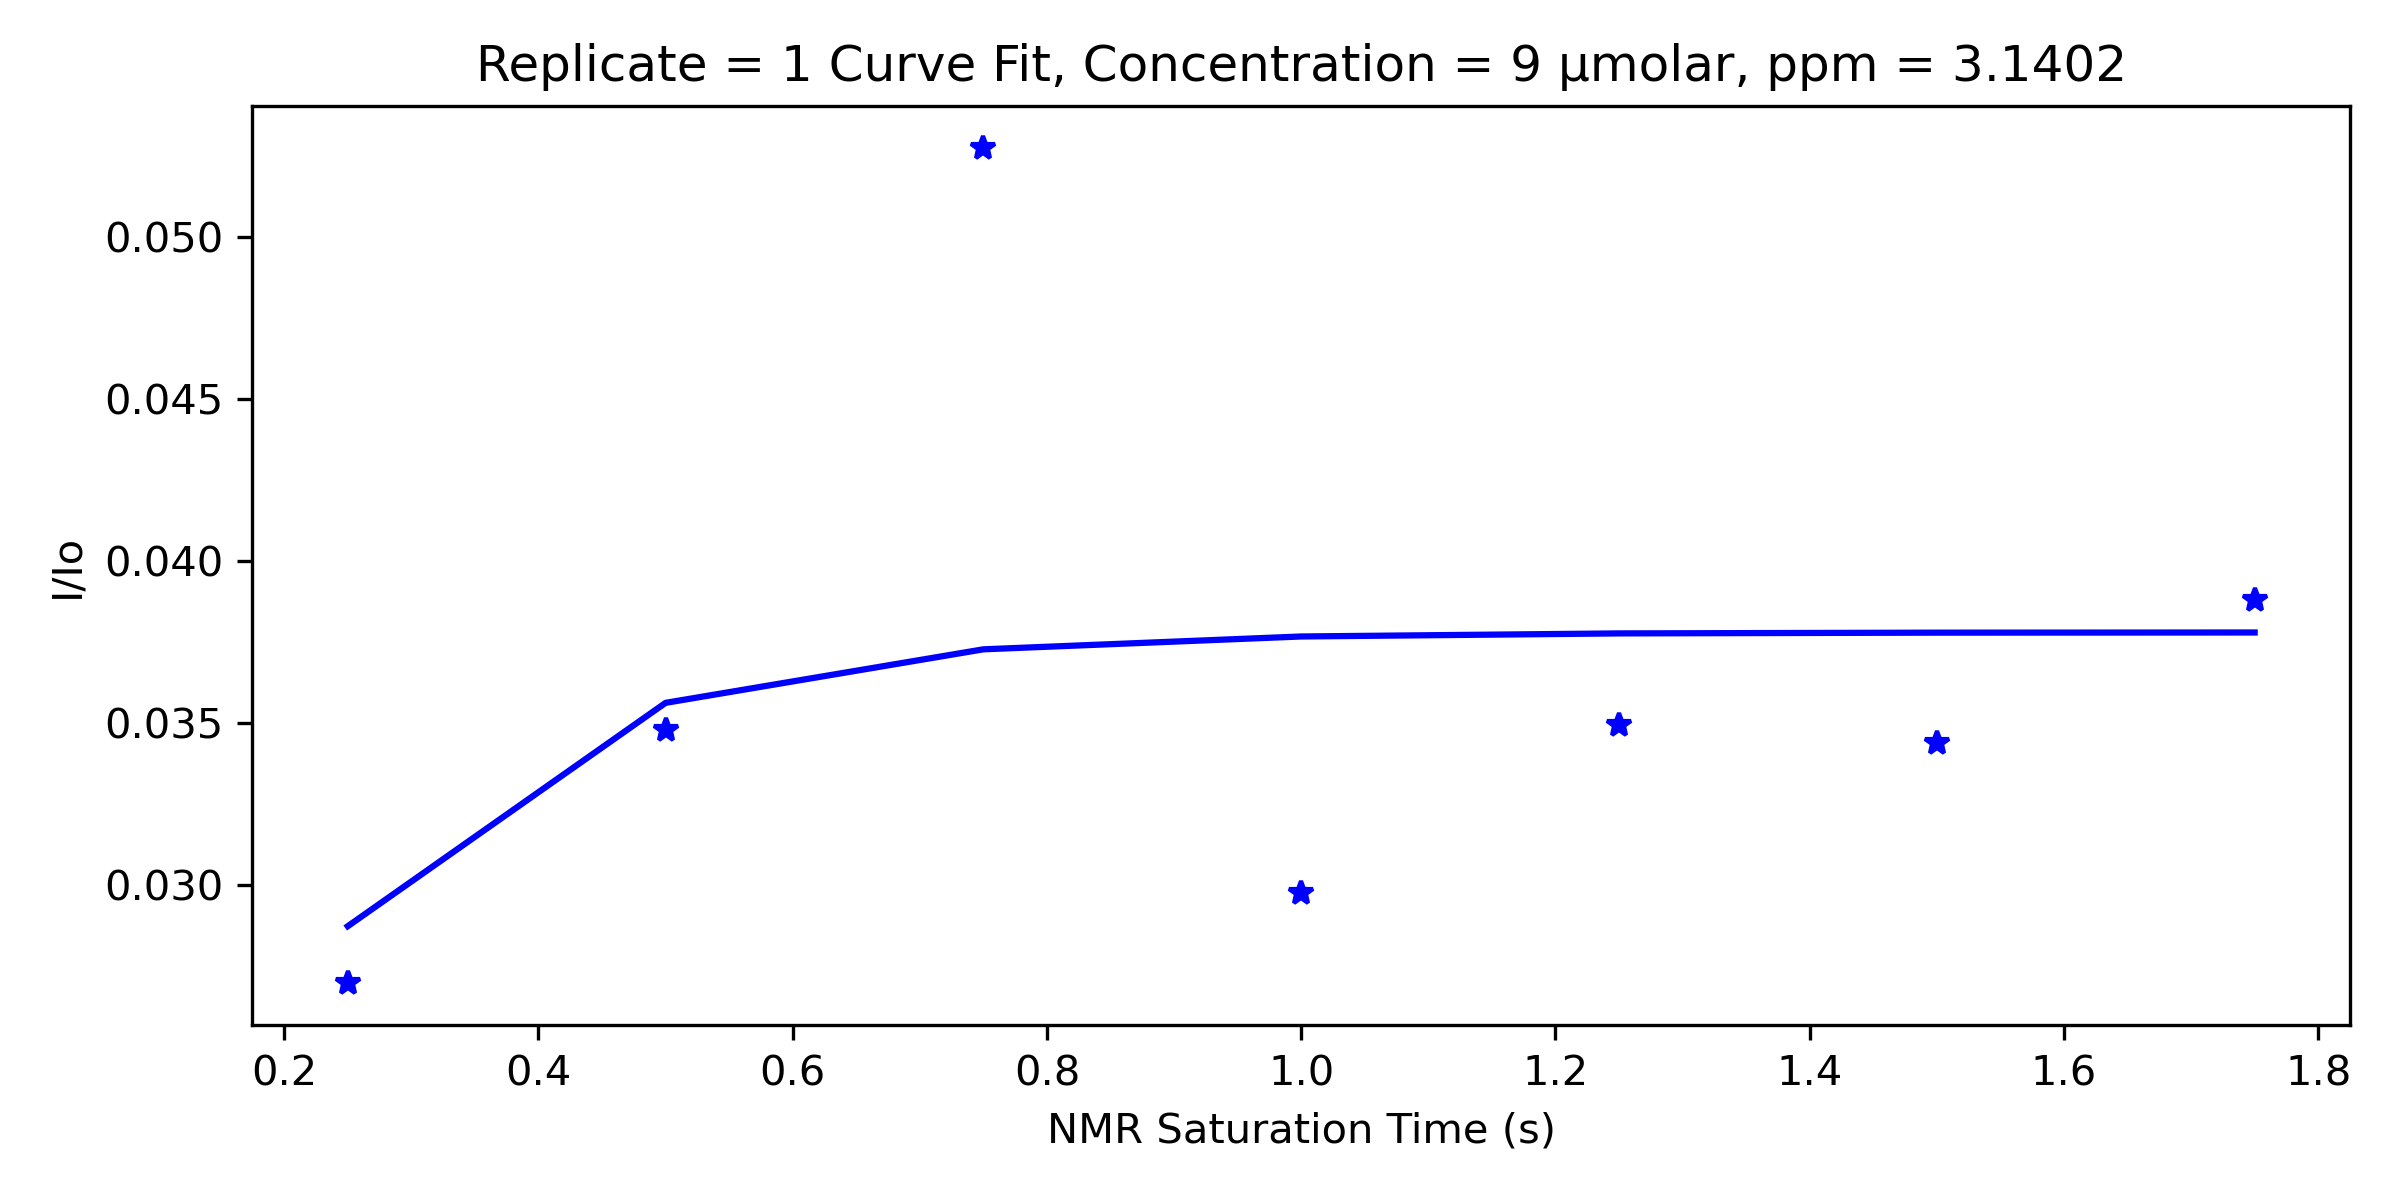 Replicate = 1 Curve Fit, Concentration = 9 µmolar, ppm = 3.1402
0.050
0.045
0.040
0.035
0.030
I/Io
0.2 0.4 0.6 0.8 1.0 1.2 1.4 1.6 1.8
NMR Saturation Time (s)